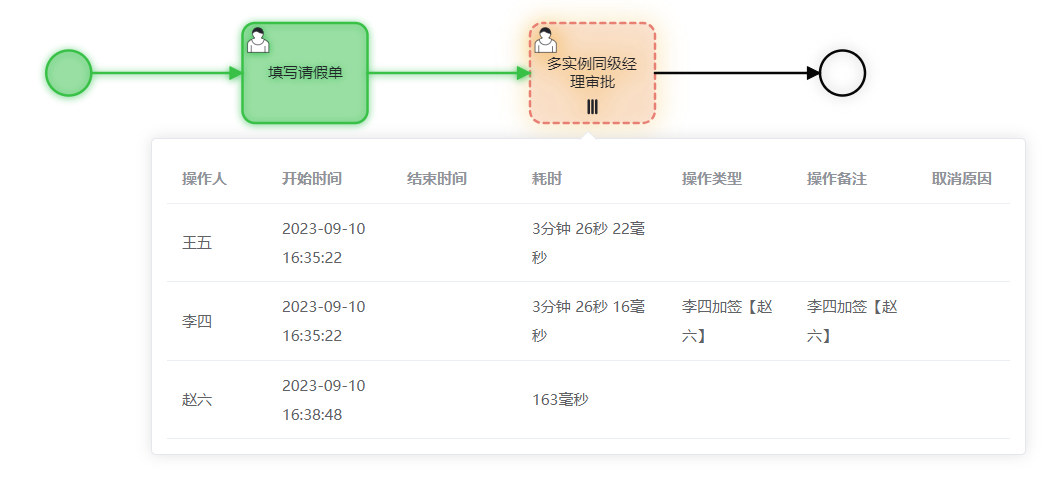 填写请假单
多实例同级经
理审批
操作人 开始时间 结束时间 耗时 操作类型 操作备注 取消原因
王五 2023-09-10 3分钟 26秒 22毫
16:35:22 秒
李四 2023-09-10 3分钟 26秒 16毫 李四加签【赵 李四加签【赵
16:35:22 秒 六】 六】
赵六 2023-09-10 163毫秒
16:38:48